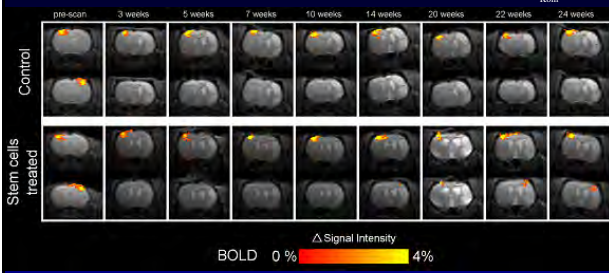 pre-scan 3 weeks 5 weeks 7 weeks 10 weeks 14 weeks 20 weeks 22 weeks 24 weeks
Control
Stem cells
treated
△ Signal Intensity
BOLD 0 % 4%